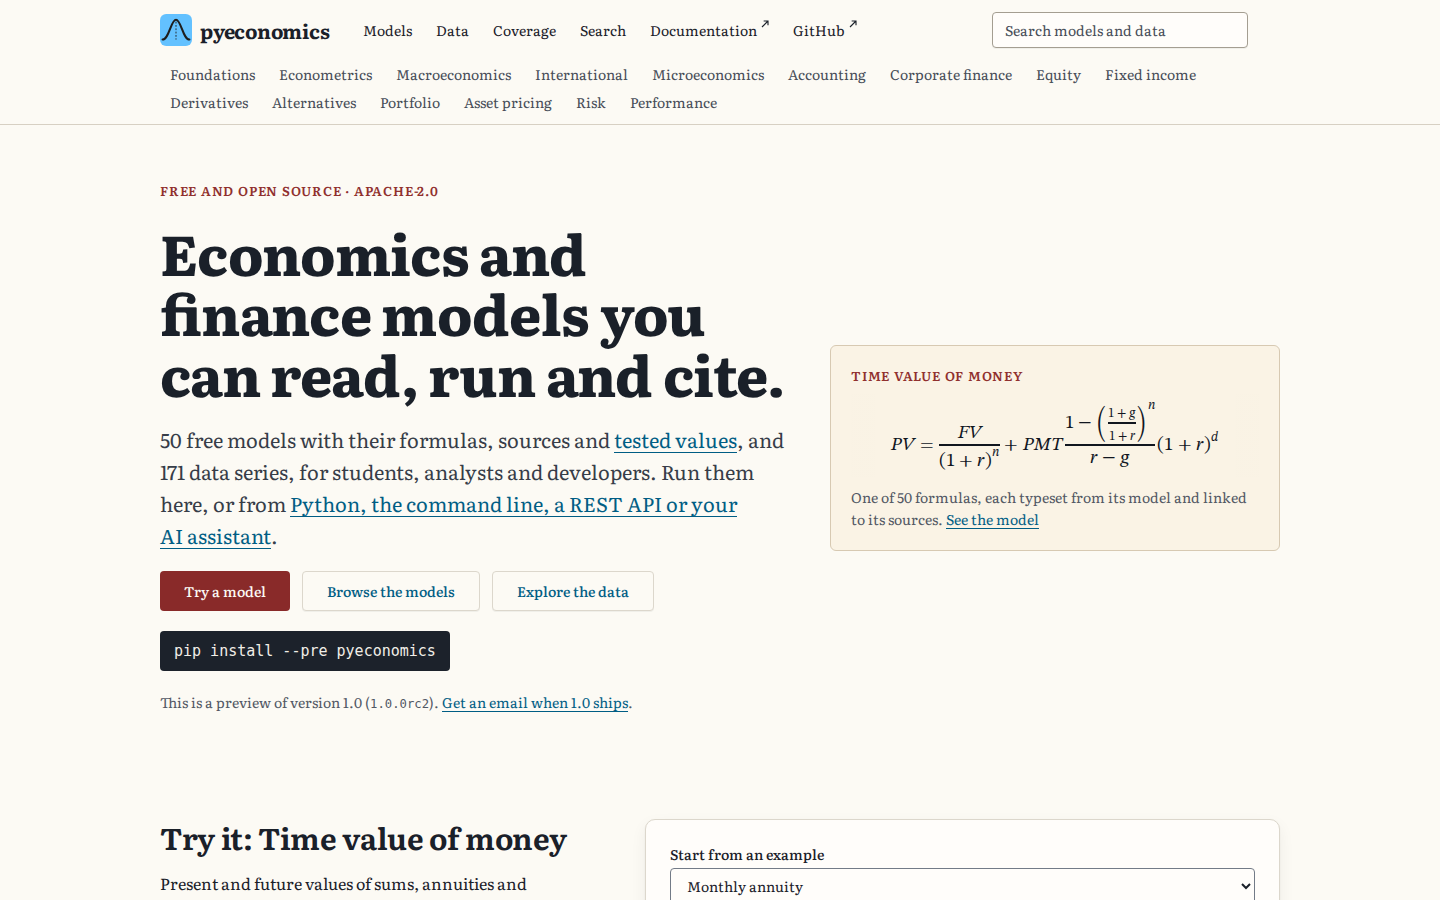 pyeconomics
Models Data Coverage Search Documentation↗ GitHub↗
Search models and data
Foundations Econometrics Macroeconomics International Microeconomics Accounting Corporate finance Equity Fixed income
Derivatives Alternatives Portfolio Asset pricing Risk Performance
FREE AND OPEN SOURCE · APACHE-2.0
Economics and
finance models you
can read, run and cite.
50 free models with their formulas, sources and tested values, and
171 data series, for students, analysts and developers. Run them
here, or from Python, the command line, a REST API or your
AI assistant.
Try a model
Browse the models
Explore the data
pip install --pre pyeconomics
This is a preview of version 1.0 (1.0.0rc2). Get an email when 1.0 ships.
TIME VALUE OF MONEY
PV = FV / (1 + r)^n + PMT (1 − ((1 + g) / (1 + r))^n) / (r − g) (1 + r)^d
One of 50 formulas, each typeset from its model and linked
to its sources. See the model
Try it: Time value of money
Present and future values of sums, annuities and
Start from an example
Monthly annuity